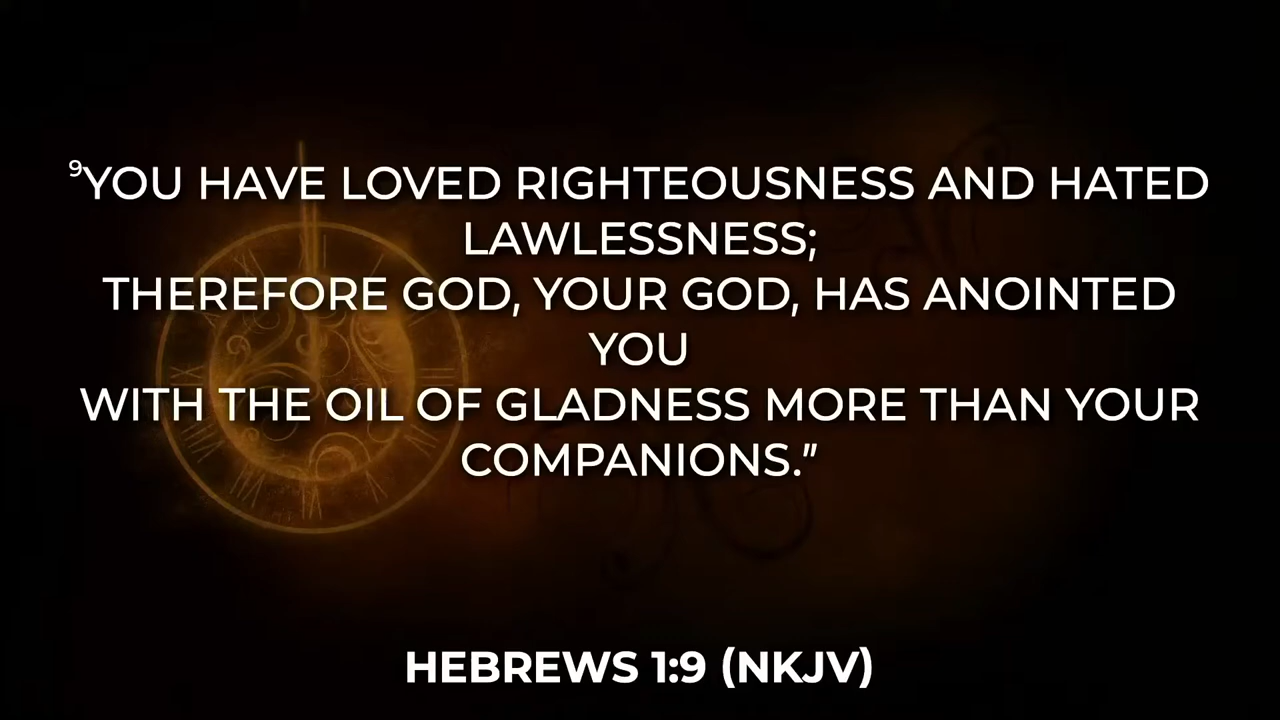 ⁹YOU HAVE LOVED RIGHTEOUSNESS AND HATED
LAWLESSNESS;
THEREFORE GOD, YOUR GOD, HAS ANOINTED
YOU
WITH THE OIL OF GLADNESS MORE THAN YOUR
COMPANIONS.”
HEBREWS 1:9 (NKJV)